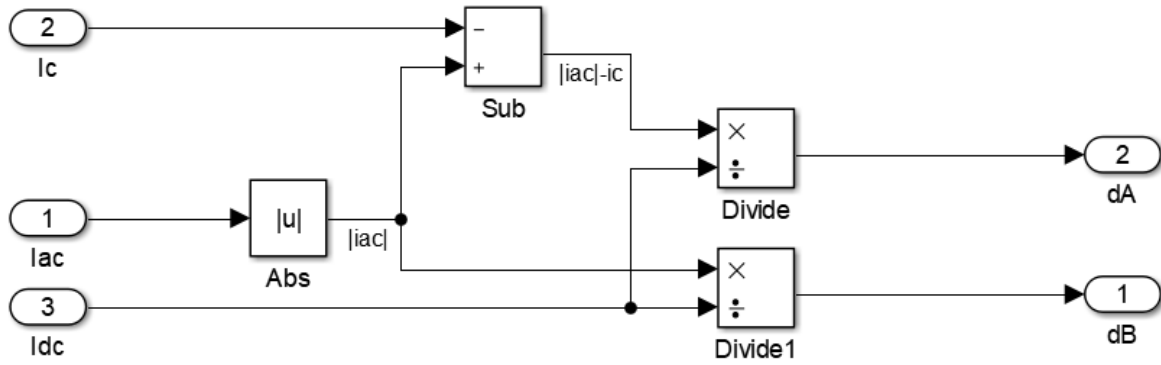 2
Ic
−
+
Sub
|iac|-ic
×
÷
Divide
2
dA
1
Iac
|u|
Abs
|iac|
3
Idc
×
÷
Divide1
1
dB